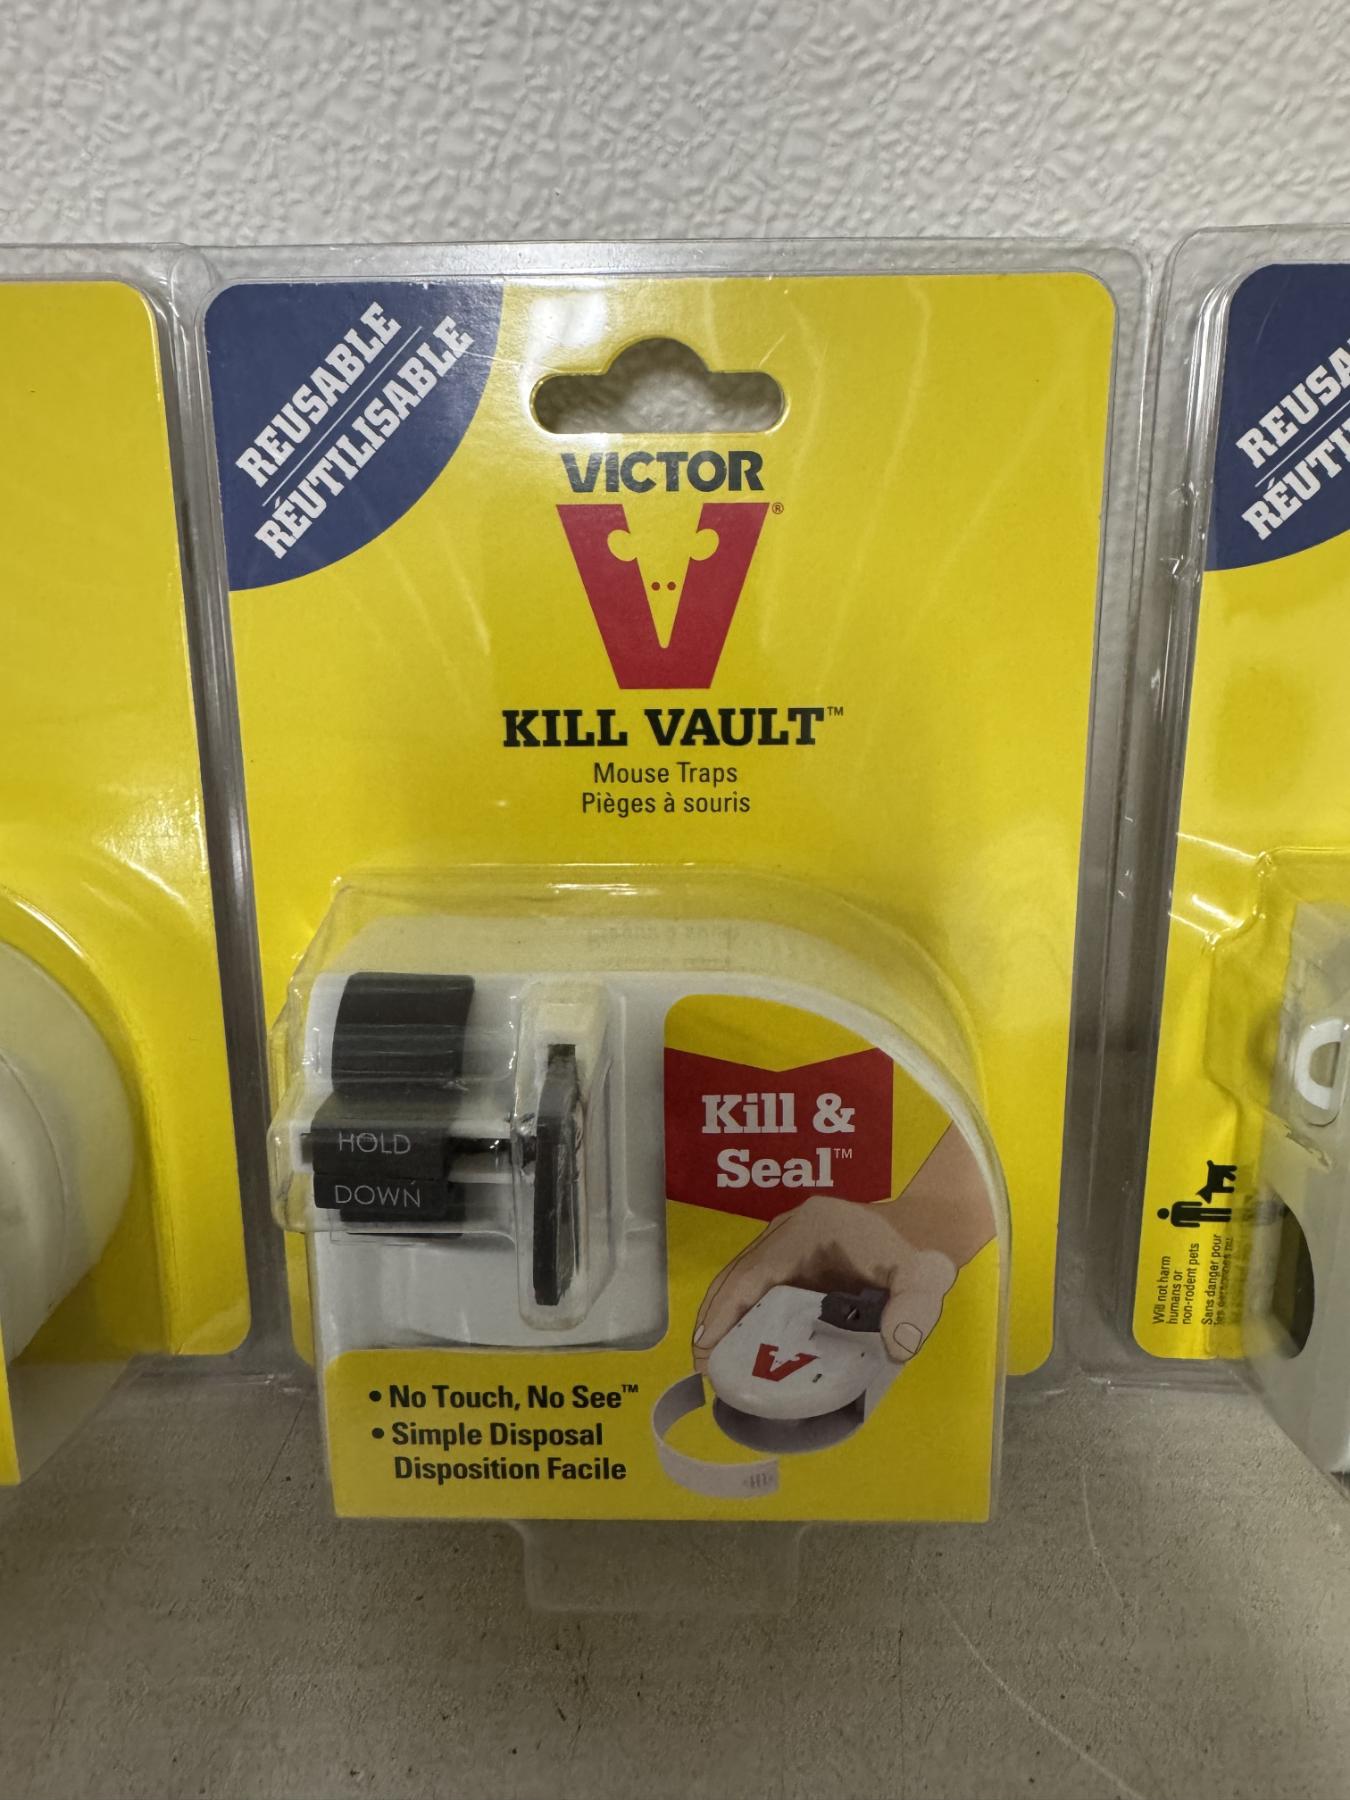 REUSABLE
RÉUTILISABLE
VICTOR
V®
KILL VAULT™
Mouse Traps
Pièges à souris
HOLD
DOWN
Kill &
Seal™
V
• No Touch, No See™
• Simple Disposal
Disposition Facile
REUSA
RÉUTI
Will not harm
humans or
non-rodent pets
Sans danger pour